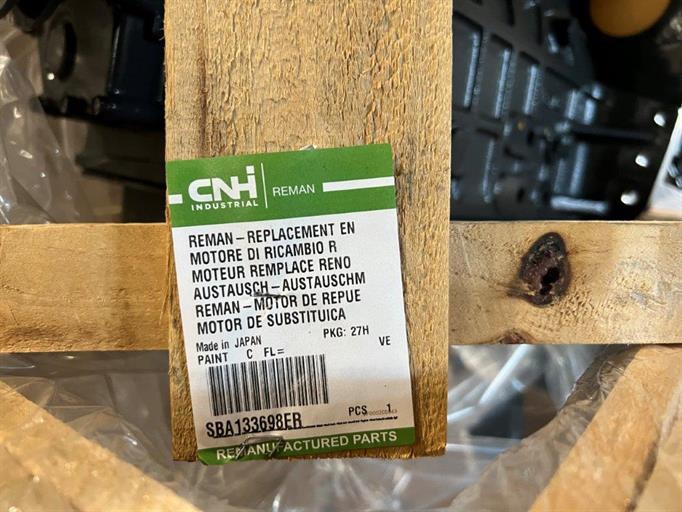 CNH
INDUSTRIAL
REMAN
REMAN-REPLACEMENT EN
MOTORE DI RICAMBIO R
MOTEUR REMPLACE RENO
AUSTAUSCH-AUSTAUSCHM
REMAN-MOTOR DE REPUE
MOTOR DE SUBSTITUICA
Made in JAPAN PKG: 27H
PAINT C FL= VE
SBA133698ER PCS 1
REMANUFACTURED PARTS